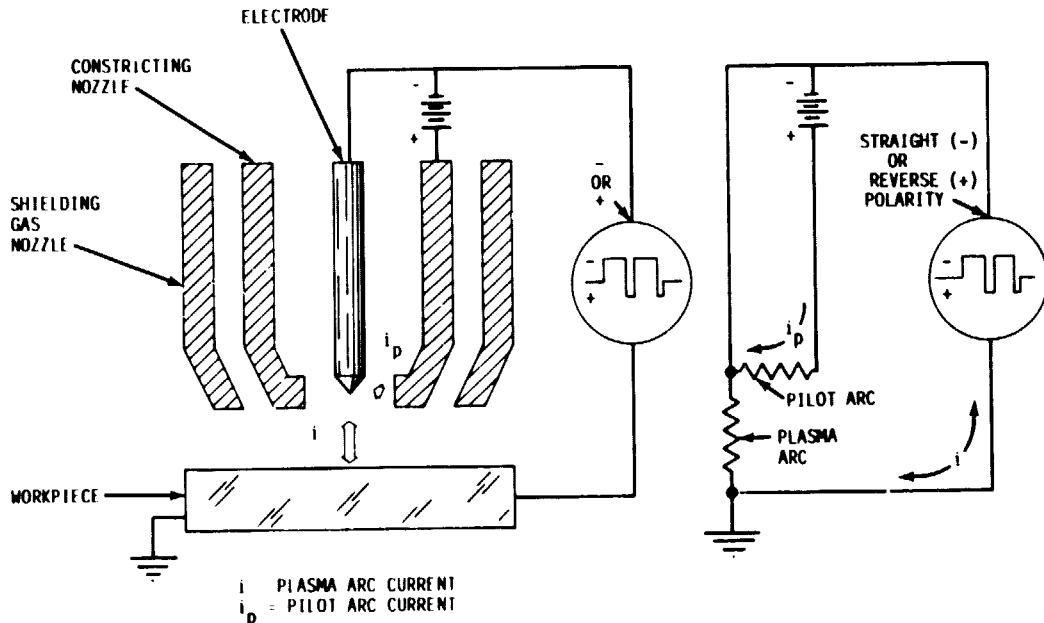 ELECTRODE
CONSTRICTING
NOZZLE
SHIELDING
GAS
NOZZLE
-
+
-
OR
+
-
+
i
p
i
WORKPIECE
i PLASMA ARC CURRENT
i
p = PILOT ARC CURRENT
-
+
STRAIGHT (-)
OR
REVERSE (+)
POLARITY
-
+
i
p
PILOT ARC
PLASMA
ARC
i